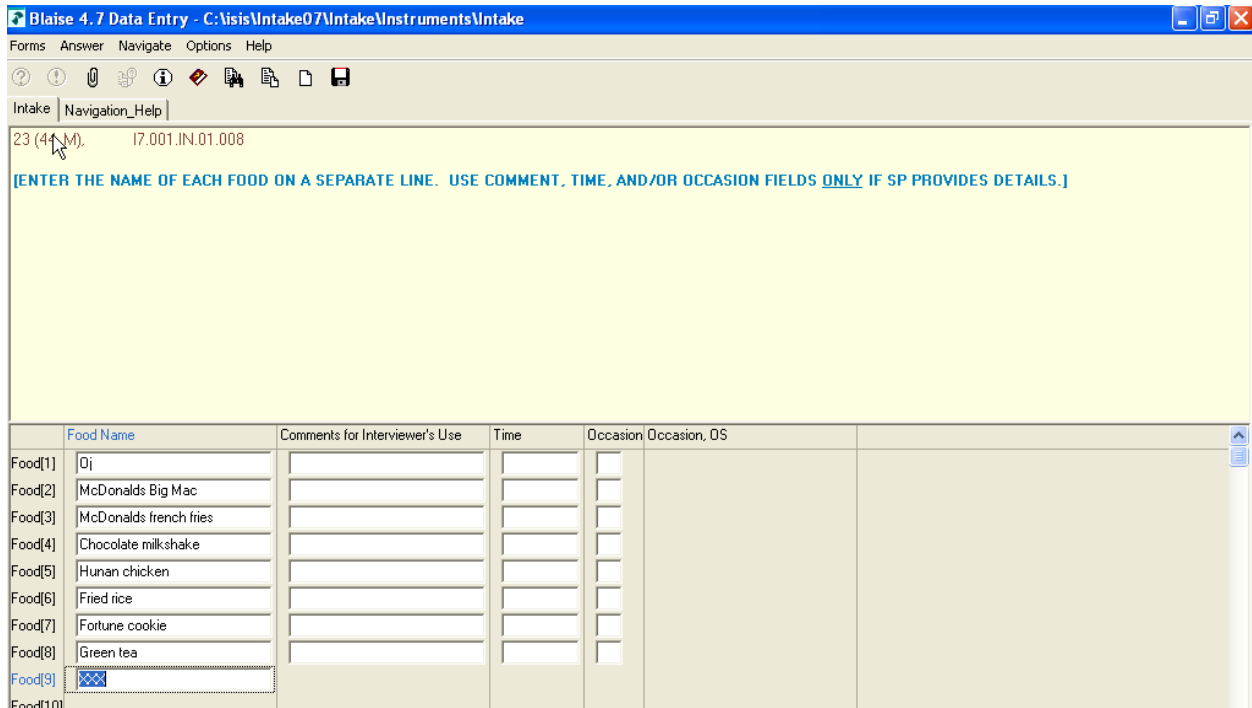 Blaise 4.7 Data Entry - C:\isis\Intake07\Intake\Instruments\Intake
Forms Answer Navigate Options Help
Intake Navigation_Help
23 (44 M), I7.001.IN.01.008
[ENTER THE NAME OF EACH FOOD ON A SEPARATE LINE. USE COMMENT, TIME, AND/OR OCCASION FIELDS ONLY IF SP PROVIDES DETAILS.]
Food Name Comments for Interviewer's Use Time Occasion Occasion, OS
Food[1] Oj
Food[2] McDonalds Big Mac
Food[3] McDonalds french fries
Food[4] Chocolate milkshake
Food[5] Hunan chicken
Food[6] Fried rice
Food[7] Fortune cookie
Food[8] Green tea
Food[9] XXX
Food[10]